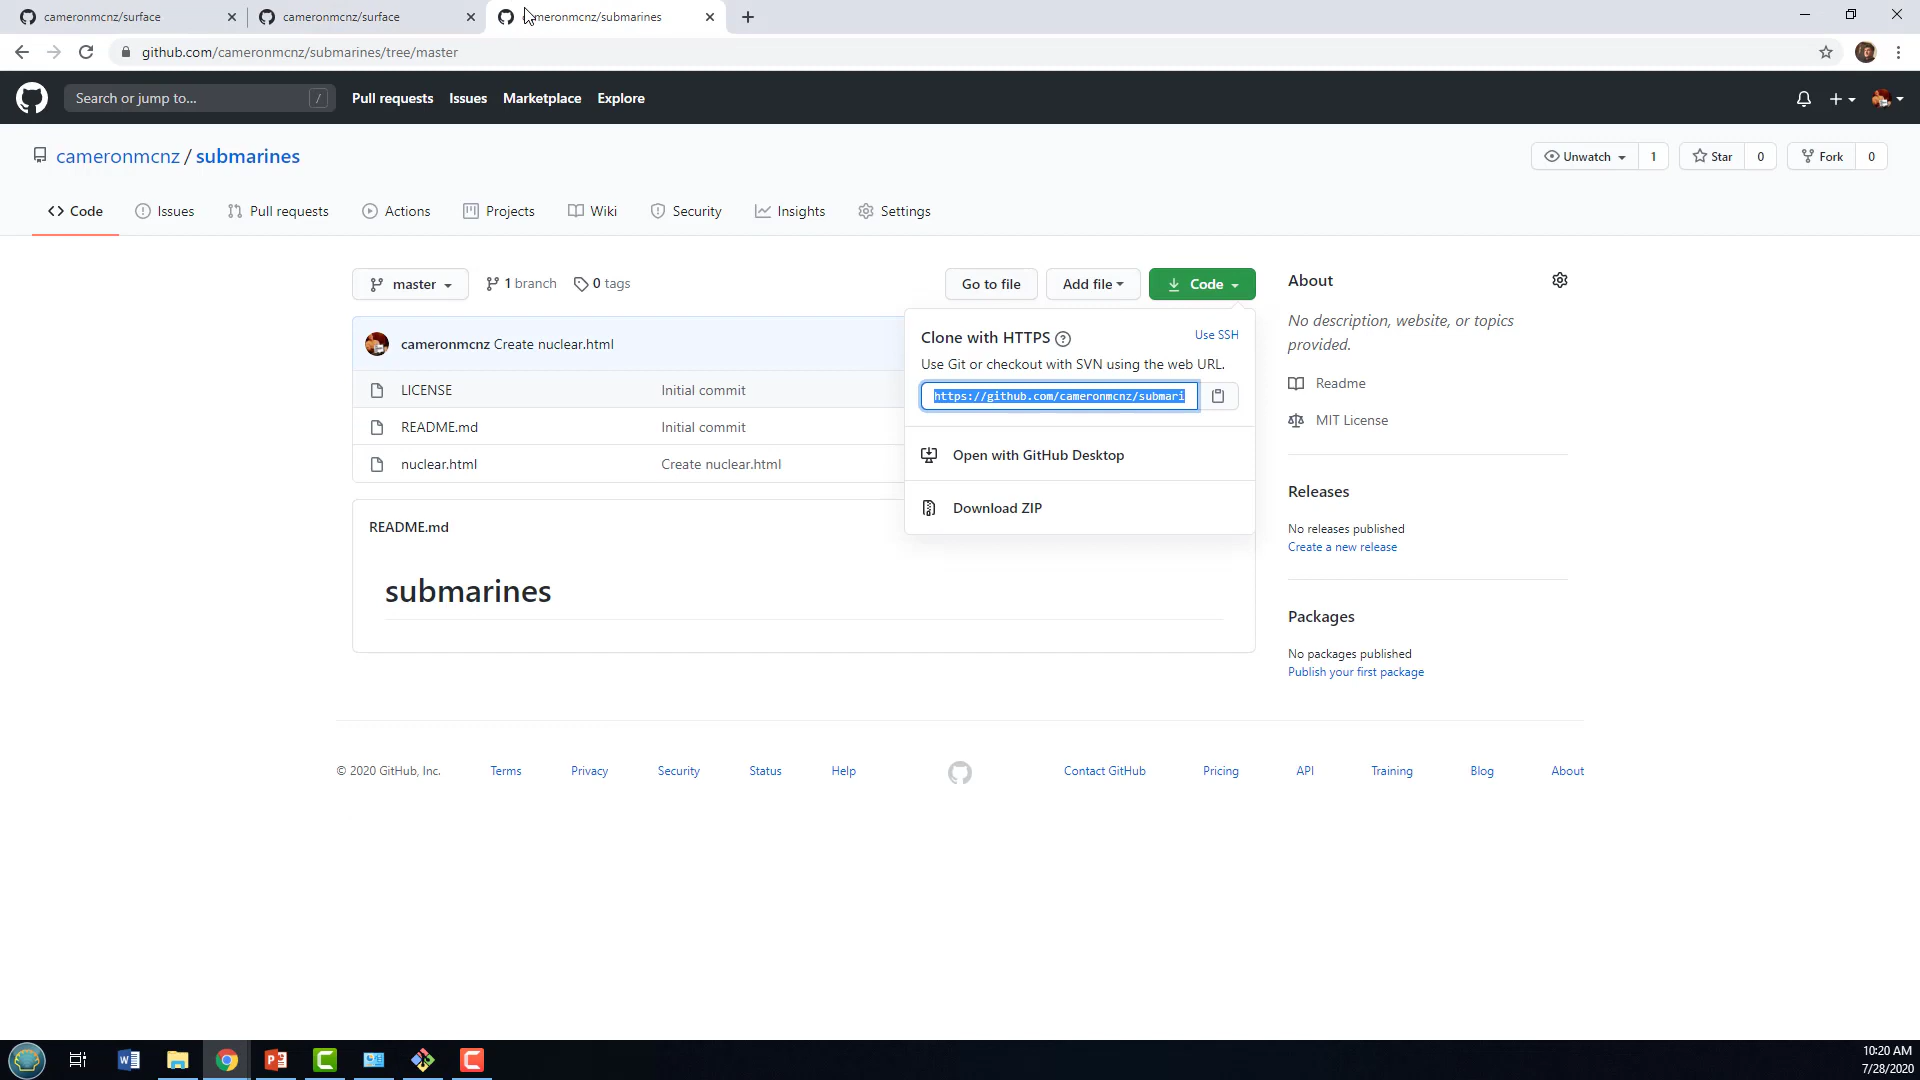 cameronmcnz/surface
cameronmcnz/surface
meronmcnz/submarines
github.com/cameronmcnz/submarines/tree/master
Search or jump to... /
Pull requests Issues Marketplace Explore
cameronmcnz / submarines
Unwatch 1 Star 0 Fork 0
Code Issues Pull requests Actions Projects Wiki Security Insights Settings
master 1 branch 0 tags Go to file Add file Code
cameronmcnz Create nuclear.html
LICENSE Initial commit
README.md Initial commit
nuclear.html Create nuclear.html
Clone with HTTPS ? Use SSH
Use Git or checkout with SVN using the web URL.
https://github.com/cameronmcnz/submari
Open with GitHub Desktop
Download ZIP
README.md
submarines
About
No description, website, or topics
provided.
Readme
MIT License
Releases
No releases published
Create a new release
Packages
No packages published
Publish your first package
© 2020 GitHub, Inc. Terms Privacy Security Status Help Contact GitHub Pricing API Training Blog About
10:20 AM
7/28/2020